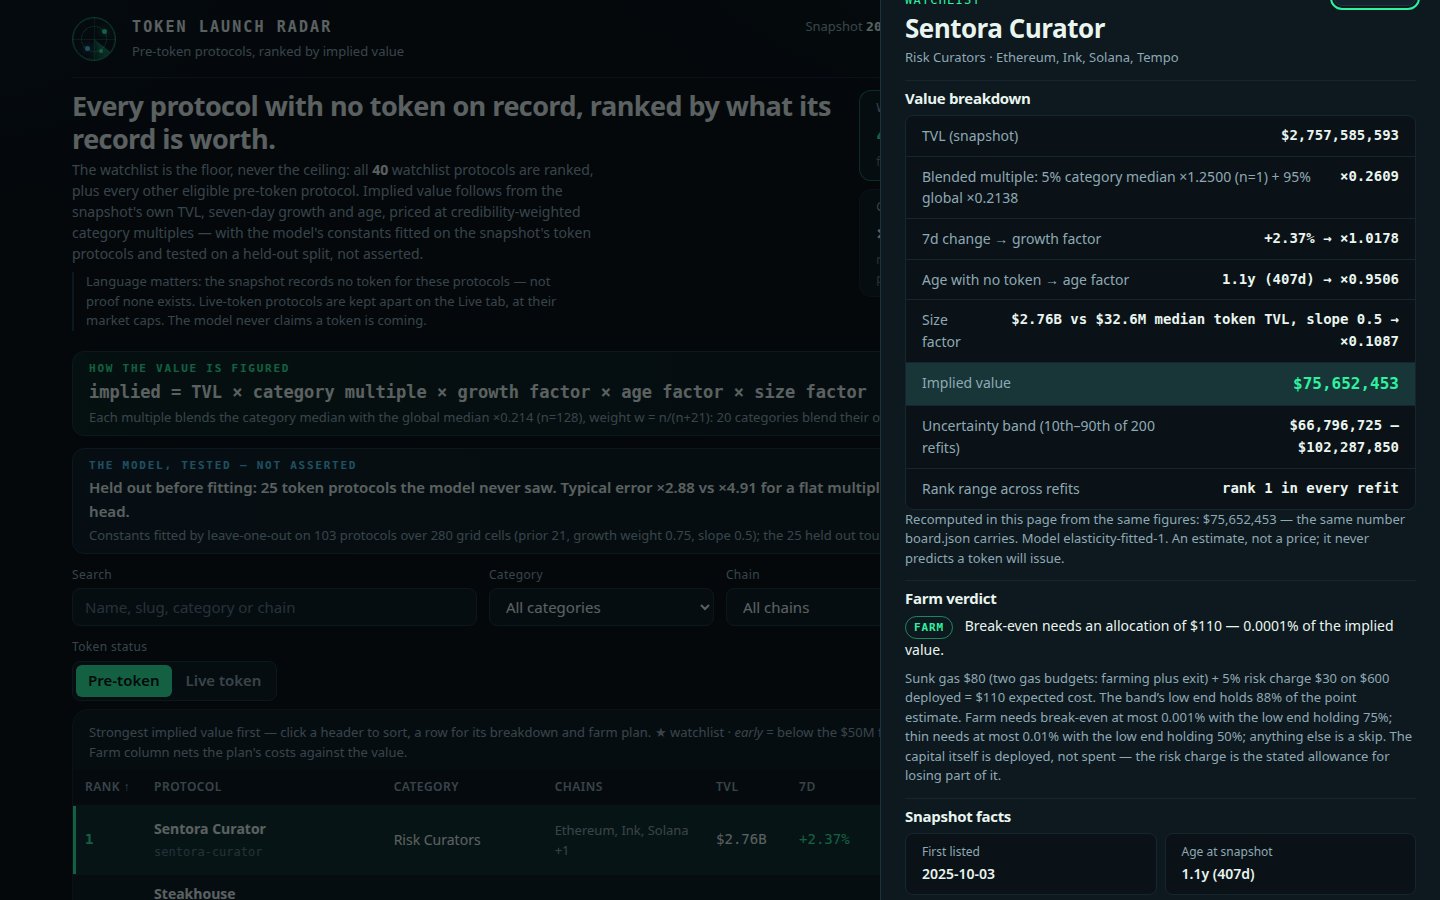 TOKEN LAUNCH RADAR
Pre-token protocols, ranked by implied value
Snapshot 20
Every protocol with no token on record, ranked by what its
record is worth.
The watchlist is the floor, never the ceiling: all 40 watchlist protocols are ranked,
plus every other eligible pre-token protocol. Implied value follows from the
snapshot's own TVL, seven-day growth and age, priced at credibility-weighted
category multiples — with the model's constants fitted on the snapshot's token
protocols and tested on a held-out split, not asserted.
Language matters: the snapshot records no token for these protocols — not
proof none exists. Live-token protocols are kept apart on the Live tab, at their
market caps. The model never claims a token is coming.
HOW THE VALUE IS FIGURED
implied = TVL × category multiple × growth factor × age factor × size factor
Each multiple blends the category median with the global median ×0.214 (n=128), weight w = n/(n+21): 20 categories blend their o
THE MODEL, TESTED — NOT ASSERTED
Held out before fitting: 25 token protocols the model never saw. Typical error ×2.88 vs ×4.91 for a flat multipl
head.
Constants fitted by leave-one-out on 103 protocols over 280 grid cells (prior 21, growth weight 0.75, slope 0.5); the 25 held out tou
Search
Category
Chain
Name, slug, category or chain
All categories
All chains
Token status
Pre-token
Live token
Strongest implied value first — click a header to sort, a row for its breakdown and farm plan. ★ watchlist · early = below the $50M f
Farm column nets the plan's costs against the value.
RANK ↑ PROTOCOL CATEGORY CHAINS TVL 7D
1 Sentora Curator Risk Curators Ethereum, Ink, Solana $2.76B +2.37%
sentora-curator +1
Steakhouse
WATCHLIST
Sentora Curator
Risk Curators · Ethereum, Ink, Solana, Tempo
Value breakdown
TVL (snapshot) $2,757,585,593
Blended multiple: 5% category median ×1.2500 (n=1) + 95% ×0.2609
global ×0.2138
7d change → growth factor +2.37% → ×1.0178
Age with no token → age factor 1.1y (407d) → ×0.9506
Size $2.76B vs $32.6M median token TVL, slope 0.5 →
factor ×0.1087
Implied value $75,652,453
Uncertainty band (10th–90th of 200 $66,796,725 –
refits) $102,287,850
Rank range across refits rank 1 in every refit
Recomputed in this page from the same figures: $75,652,453 — the same number
board.json carries. Model elasticity-fitted-1. An estimate, not a price; it never
predicts a token will issue.
Farm verdict
FARM Break-even needs an allocation of $110 — 0.0001% of the implied
value.
Sunk gas $80 (two gas budgets: farming plus exit) + 5% risk charge $30 on $600
deployed = $110 expected cost. The band's low end holds 88% of the point
estimate. Farm needs break-even at most 0.001% with the low end holding 75%;
thin needs at most 0.01% with the low end holding 50%; anything else is a skip. The
capital itself is deployed, not spent — the risk charge is the stated allowance for
losing part of it.
Snapshot facts
First listed
2025-10-03
Age at snapshot
1.1y (407d)